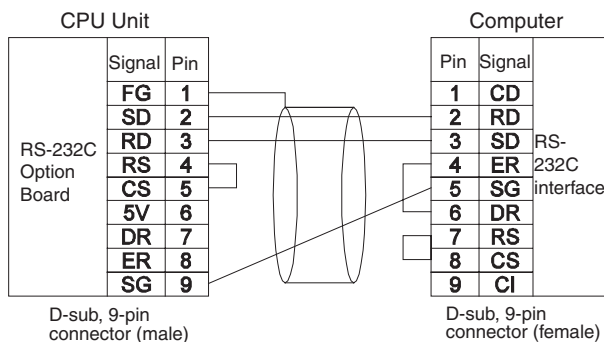 CPU Unit
Signal Pin
FG 1
SD 2
RD 3
RS 4
CS 5
5V 6
DR 7
ER 8
SG 9
RS-232C
Option
Board
D-sub, 9-pin
connector (male)
Computer
Pin Signal
1 CD
2 RD
3 SD
4 ER
5 SG
6 DR
7 RS
8 CS
9 CI
RS-
232C
interface
D-sub, 9-pin
connector (female)